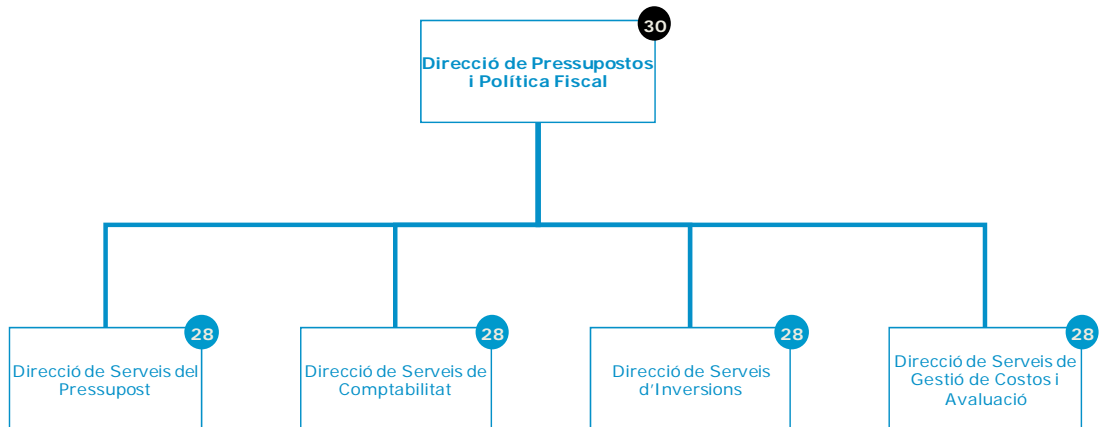 30
Direcció de Pressupostos
i Política Fiscal
28
28
28
28
Direcció de Serveis del
Pressupost
Direcció de Serveis de
Comptabilitat
Direcció de Serveis
d'Inversions
Direcció de Serveis de
Gestió de Costos i
Avaluació